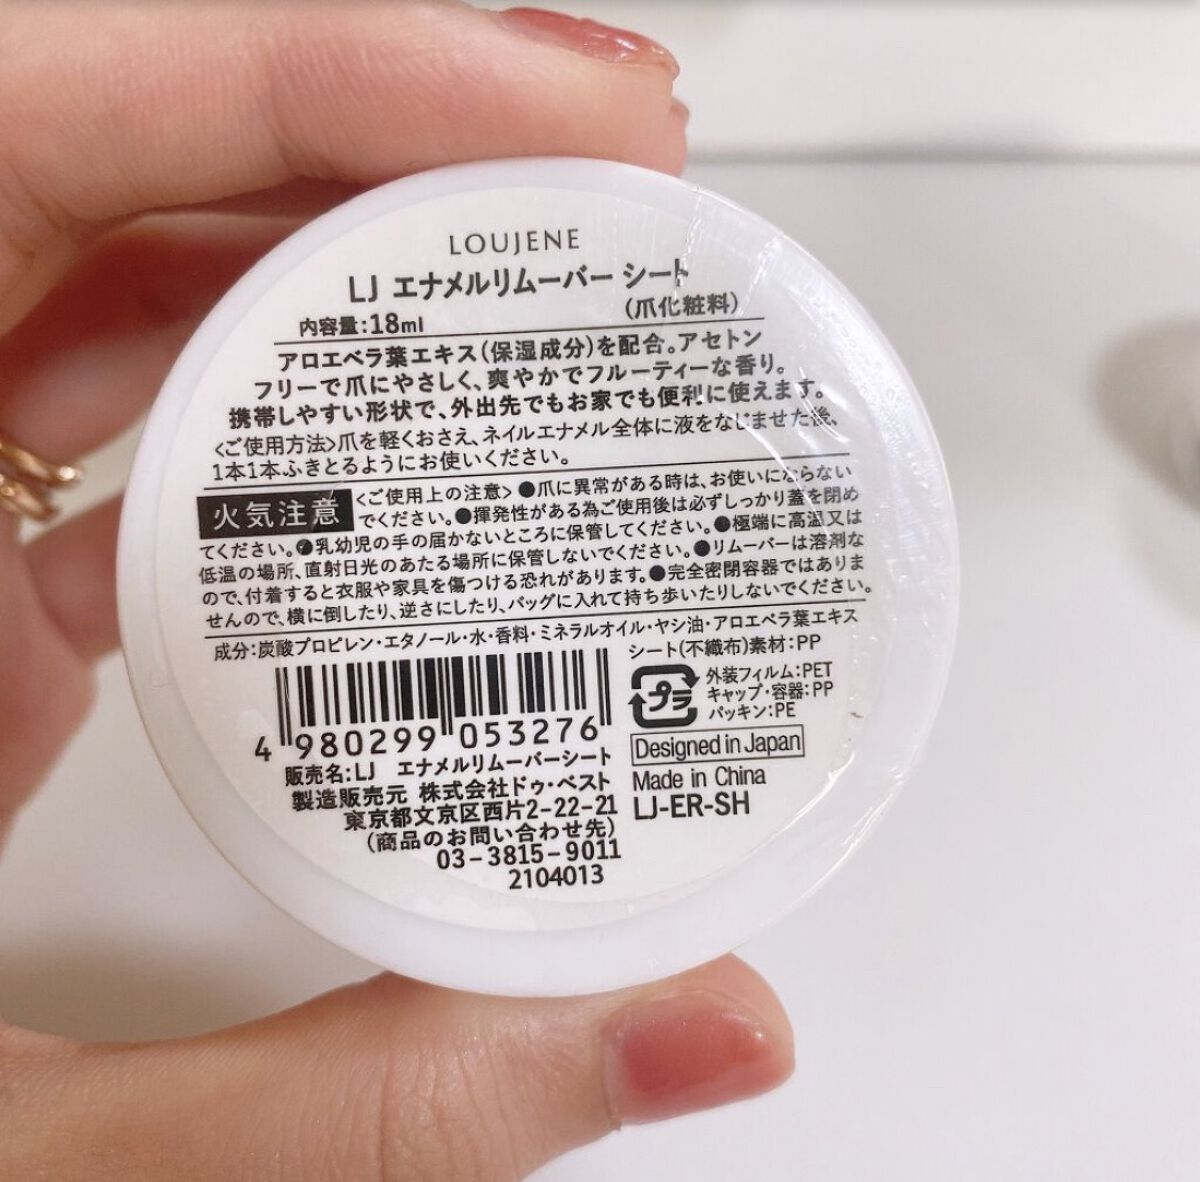 LOUJENE
LJ エナメルリムーバー シート
(爪化粧料)
内容量:18ml
アロエベラ葉エキス(保湿成分)を配合。アセトン
フリーで爪にやさしく、爽やかでフルーティーな香り。
携帯しやすい形状で、外出先でもお家でも便利に使えます。
<ご使用方法>爪を軽くおさえ、ネイルエナメル全体に液をなじませた後、
1本1本ふきとるようにお使いください。
火気注意
<ご使用上の注意> ●爪に異常がある時は、お使いにならない
でください。●揮発性がある為ご使用後は必ずしっかり蓋を閉め
てください。●乳幼児の手の届かないところに保管してください。●極端に高温又は
低温の場所、直射日光のあたる場所に保管しないでください。●リムーバーは溶剤な
ので、付着すると衣服や家具を傷つける恐れがあります。●完全密閉容器ではありま
せんので、横に倒したり、逆さにしたり、バッグに入れて持ち歩いたりしないでください。
成分:炭酸プロピレン・エタノール・水・香料・ミネラルオイル・ヤシ油・アロエベラ葉エキス
シート(不織布)素材:PP
プラ
外装フィルム:PET
キャップ・容器:PP
パッキン:PE
4 980299 053276
Designed in Japan
Made in China
LJ-ER-SH
販売名:LJ エナメルリムーバーシート
製造販売元 株式会社ドゥ・ベスト
東京都文京区西片2-22-21
(商品のお問い合わせ先)
03-3815-9011
2104013